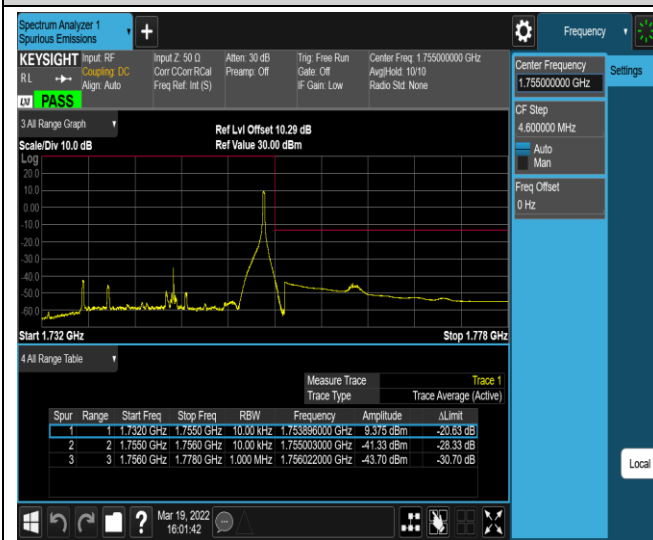 Spectrum Analyzer 1
Spurious Emissions
Frequency
KEYSIGHT Input: RF Input Z: 50 Ω Atten: 30 dB Trig: Free Run Center Freq: 1.755000000 GHz
RL Coupling: DC Corr CCorr RCal Preamp: Off Gate: Off Avg|Hold: 10/10
Align: Auto Freq Ref: Int (S) IF Gain: Low Radio Std: None
LXI PASS
3 All Range Graph
Ref Lvl Offset 10.29 dB
Scale/Div 10.0 dB Ref Value 30.00 dBm
Log
20.0
10.0
0.00
-10.0
-20.0
-30.0
-40.0
-50.0
-60.0
Start 1.732 GHz Stop 1.778 GHz
4 All Range Table
Measure Trace Trace 1
Trace Type Trace Average (Active)
Spur Range Start Freq Stop Freq RBW Frequency Amplitude ΔLimit
1 1 1.7320 GHz 1.7550 GHz 10.00 kHz 1.753896000 GHz 9.375 dBm -20.63 dB
2 2 1.7550 GHz 1.7560 GHz 10.00 kHz 1.755003000 GHz -41.33 dBm -28.33 dB
3 3 1.7560 GHz 1.7780 GHz 1.000 MHz 1.756022000 GHz -43.70 dBm -30.70 dB
Mar 19, 2022
16:01:42
Center Frequency
1.755000000 GHz
Settings
CF Step
4.600000 MHz
Auto
Man
Freq Offset
0 Hz
Local